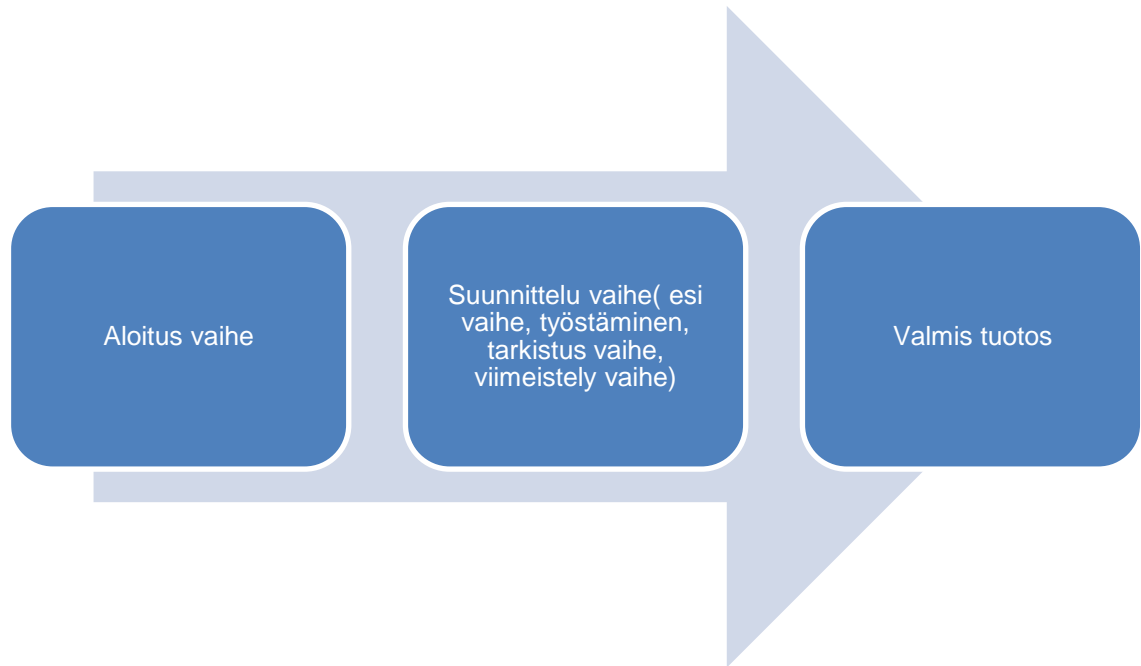 Aloitus vaihe
Suunnittelu vaihe( esi
vaihe, työstäminen,
tarkistus vaihe,
viimeistely vaihe)
Valmis tuotos